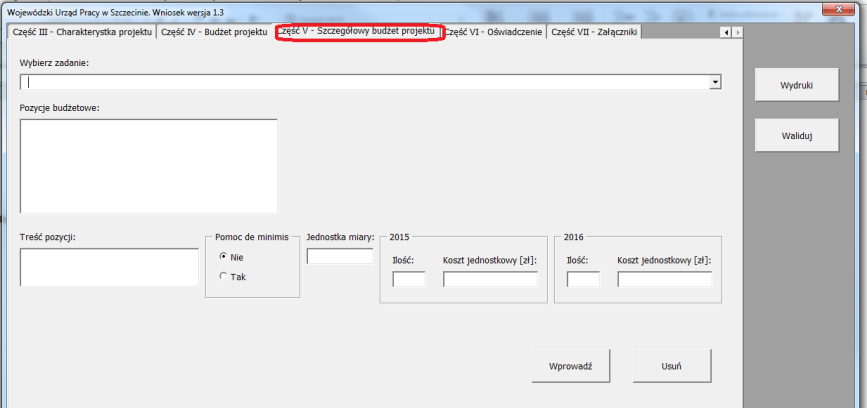 Wojewódzki Urząd Pracy w Szczecinie. Wniosek wersja 1.3
Część III - Charakterystka projektu Część IV - Budżet projektu Część V - Szczegółowy budżet projektu Część VI - Oświadczenie Część VII - Załączniki
Wybierz zadanie:
Wydruki
Pozycje budżetowe:
Waliduj
Treść pozycji: Pomoc de minimis Jednostka miary: 2015 2016
Nie Ilość: Koszt jednostkowy [zł]: Ilość: Koszt jednostkowy [zł]:
Tak
Wprowadź Usuń